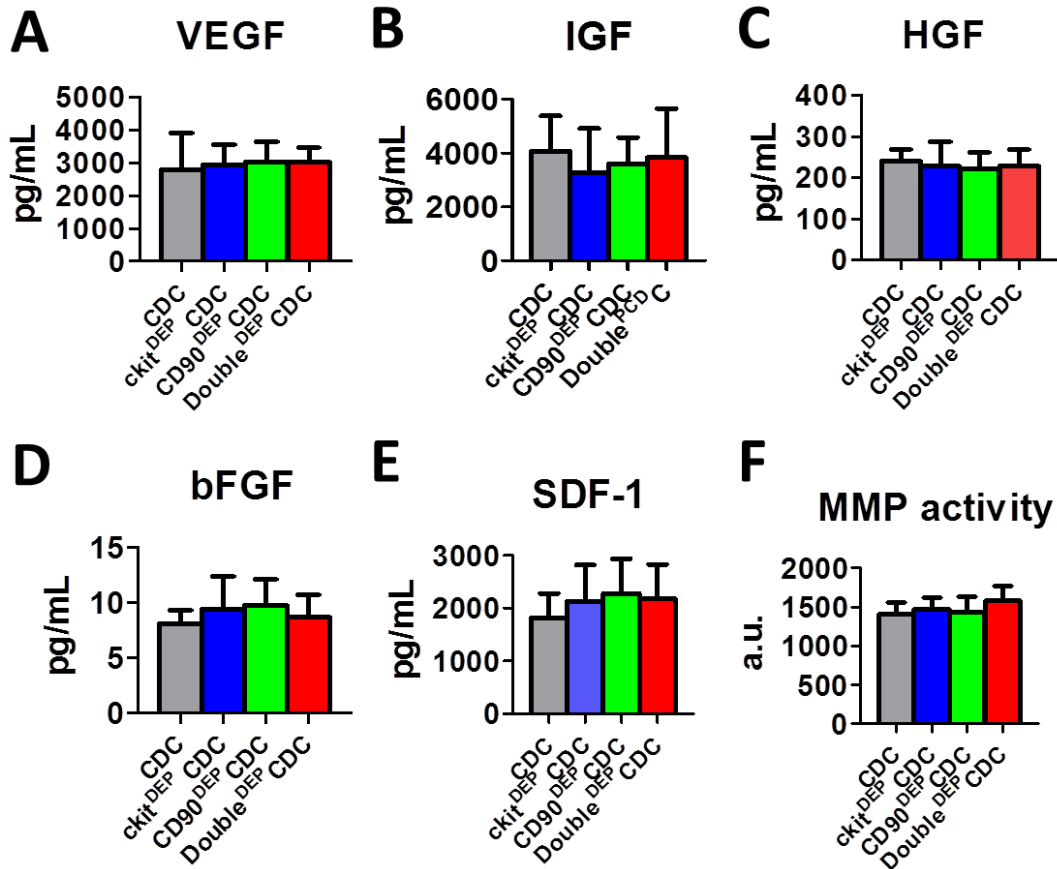 A VEGF
pg/mL
5000
4000
3000
2000
1000
0
CDC
ckit DEP CDC
CD90 DEP CDC
Double DEP CDC
B IGF
pg/mL
6000
4000
2000
0
CDC
ckit DEP CDC
CD90 DEP CDC
Double PCD C
C HGF
pg/mL
400
300
200
100
0
CDC
ckit DEP CDC
CD90 DEP CDC
Double DEP CDC
D bFGF
pg/mL
15
10
5
0
CDC
ckit DEP CDC
CD90 DEP CDC
Double DEP CDC
E SDF-1
pg/mL
3000
2000
1000
0
CDC
ckit DEP CDC
CD90 DEP CDC
Double DEP CDC
F MMP activity
a.u.
2000
1500
1000
500
0
CDC
ckit DEP CDC
CD90 DEP CDC
Double DEP CDC